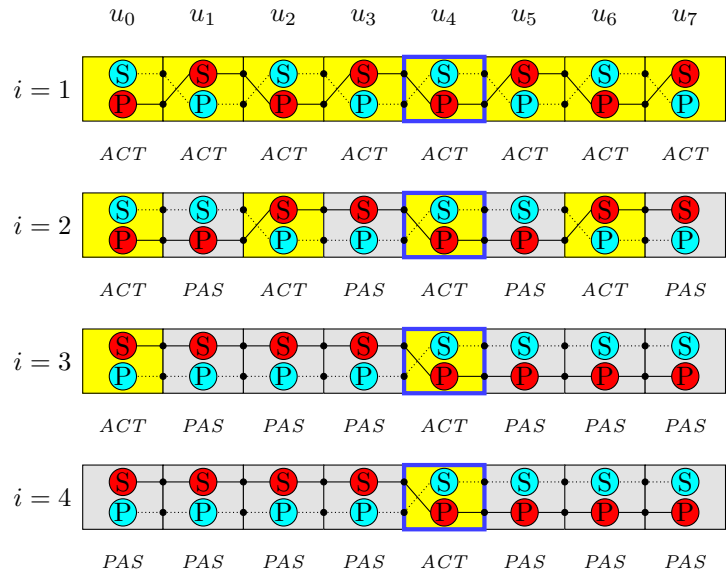 u₀ u₁ u₂ u₃ u₄ u₅ u₆ u₇
S S S S S S S S
i = 1
P P P P P P P P
ACT ACT ACT ACT ACT ACT ACT ACT
S S S S S S S S
i = 2
P P P P P P P P
ACT PAS ACT PAS ACT PAS ACT PAS
S S S S S S S S
i = 3
P P P P P P P P
ACT PAS PAS PAS ACT PAS PAS PAS
S S S S S S S S
i = 4
P P P P P P P P
PAS PAS PAS PAS ACT PAS PAS PAS